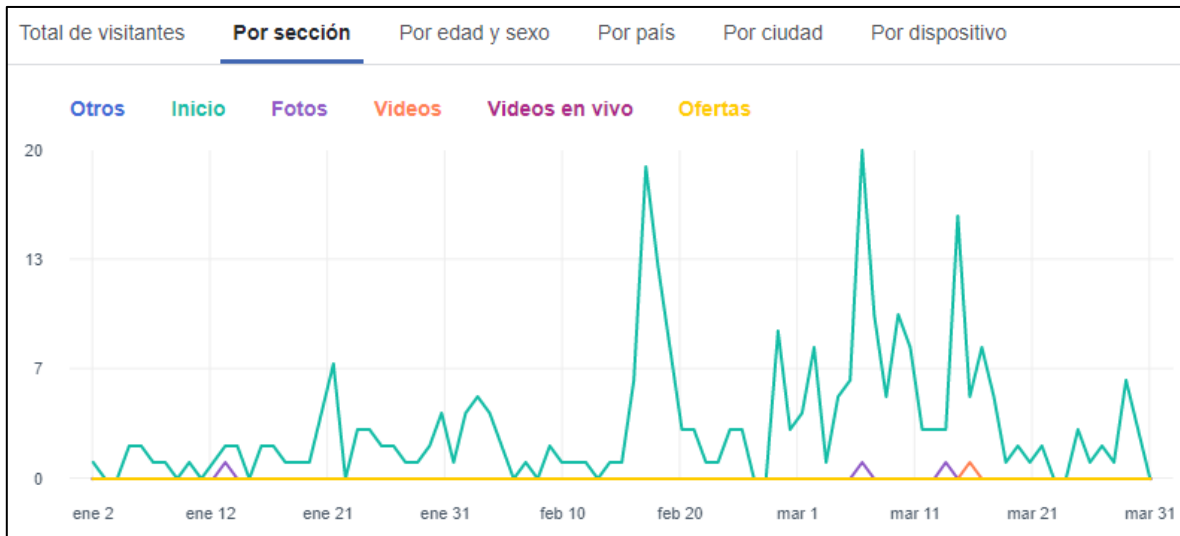 Total de visitantes Por sección Por edad y sexo Por país Por ciudad Por dispositivo
Otros Inicio Fotos Videos Videos en vivo Ofertas
20
13
7
0
ene 2 ene 12 ene 21 ene 31 feb 10 feb 20 mar 1 mar 11 mar 21 mar 31